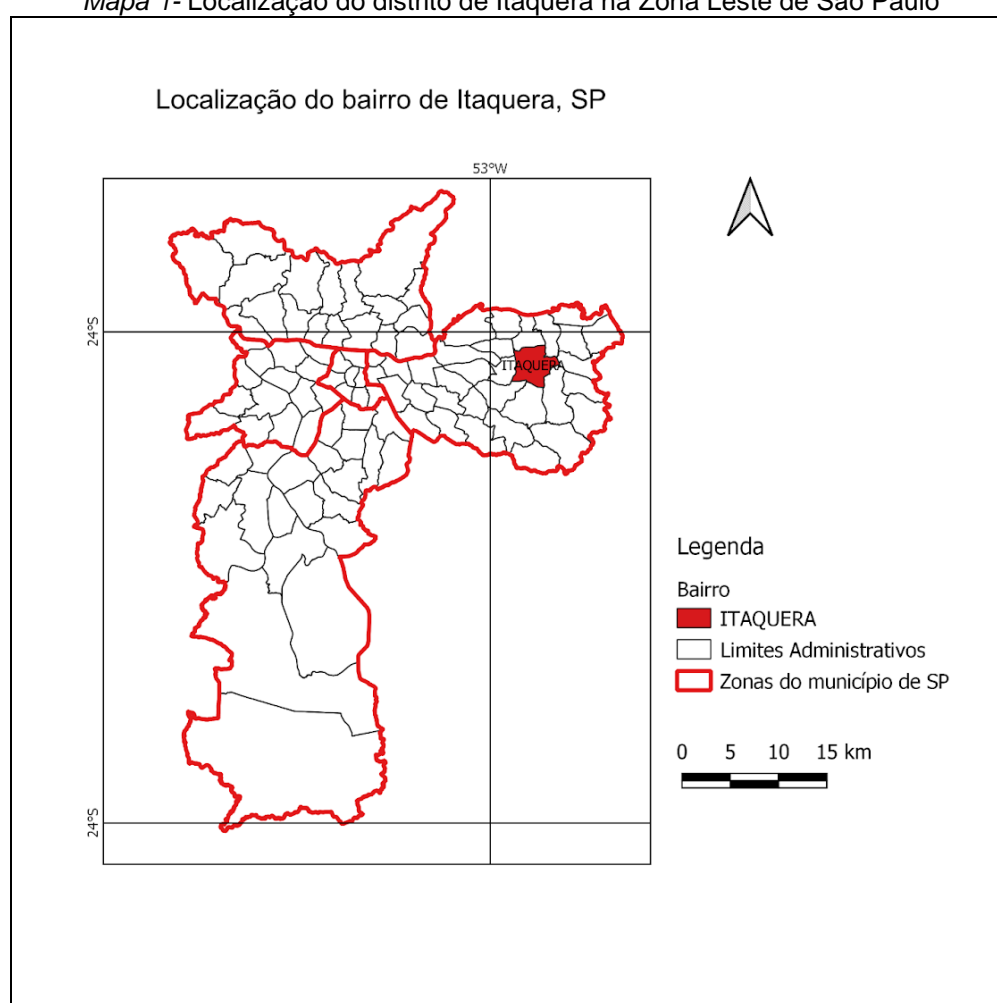 Mapa 1- Localização do distrito de Itaquera na Zona Leste de São Paulo
Localização do bairro de Itaquera, SP
53°W
24°S
ITAQUERA
Legenda
Bairro
ITAQUERA
Limites Administrativos
Zonas do município de SP
0 5 10 15 km
24°S